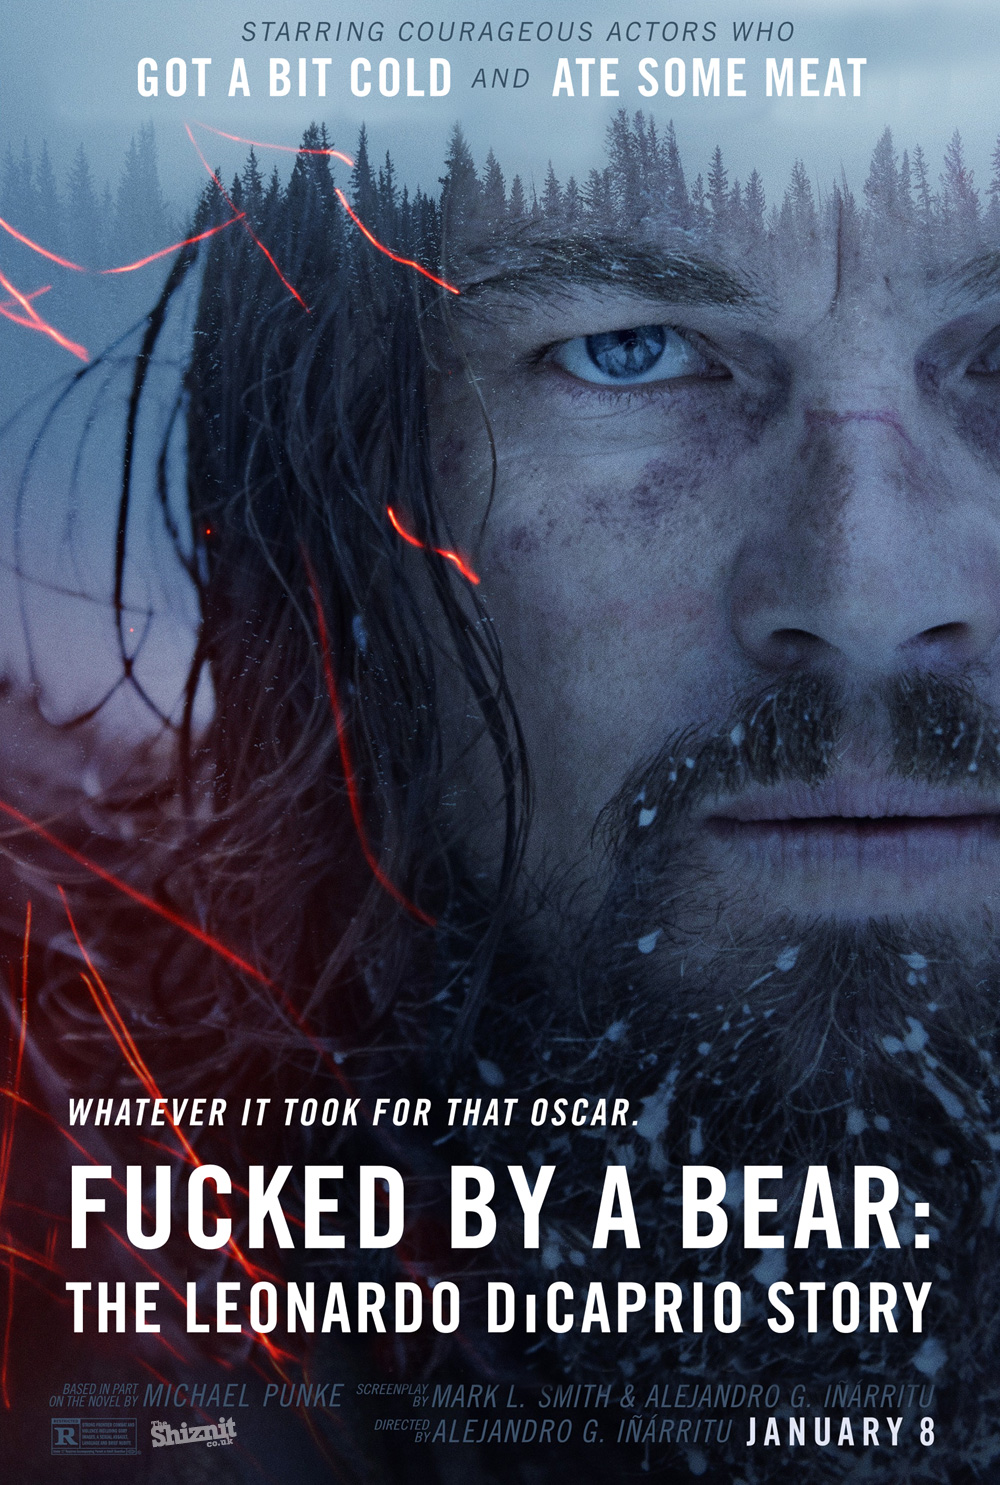 STARRING COURAGEOUS ACTORS WHO
GOT A BIT COLD AND ATE SOME MEAT
WHATEVER IT TOOK FOR THAT OSCAR.
FUCKED BY A BEAR:
THE LEONARDO DiCAPRIO STORY
BASED IN PART ON THE NOVEL BY MICHAEL PUNKE SCREENPLAY BY MARK L. SMITH & ALEJANDRO G. IÑÁRRITU
R The Shiznit co.uk DIRECTED BY ALEJANDRO G. IÑÁRRITU JANUARY 8